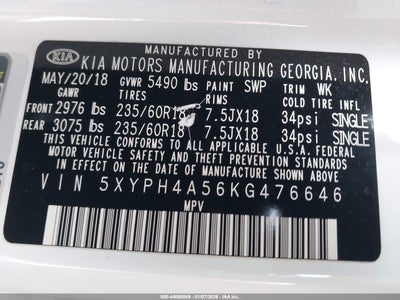 MANUFACTURED BY
KIA KIA MOTORS MANUFACTURING GEORGIA, INC.
MAY/20/18 GVWR 5490 lbs PAINT SWP TRIM WK
GAWR TIRES RIMS COLD TIRE INFL
FRONT 2976 lbs 235/60R18 7.5JX18 34psi SINGLE
REAR 3075 lbs 235/60R18 7.5JX18 34psi SINGLE
THIS VEHICLE CONFORMS TO ALL APPLICABLE U.S.A. FEDERAL
MOTOR VEHICLE SAFETY AND THEFT PREVENTION STANDARDS
IN EFFECT ON THE DATE OF MANUFACTURE SHOWN ABOVE.
VIN 5XYPH4A56KG476646
MPV